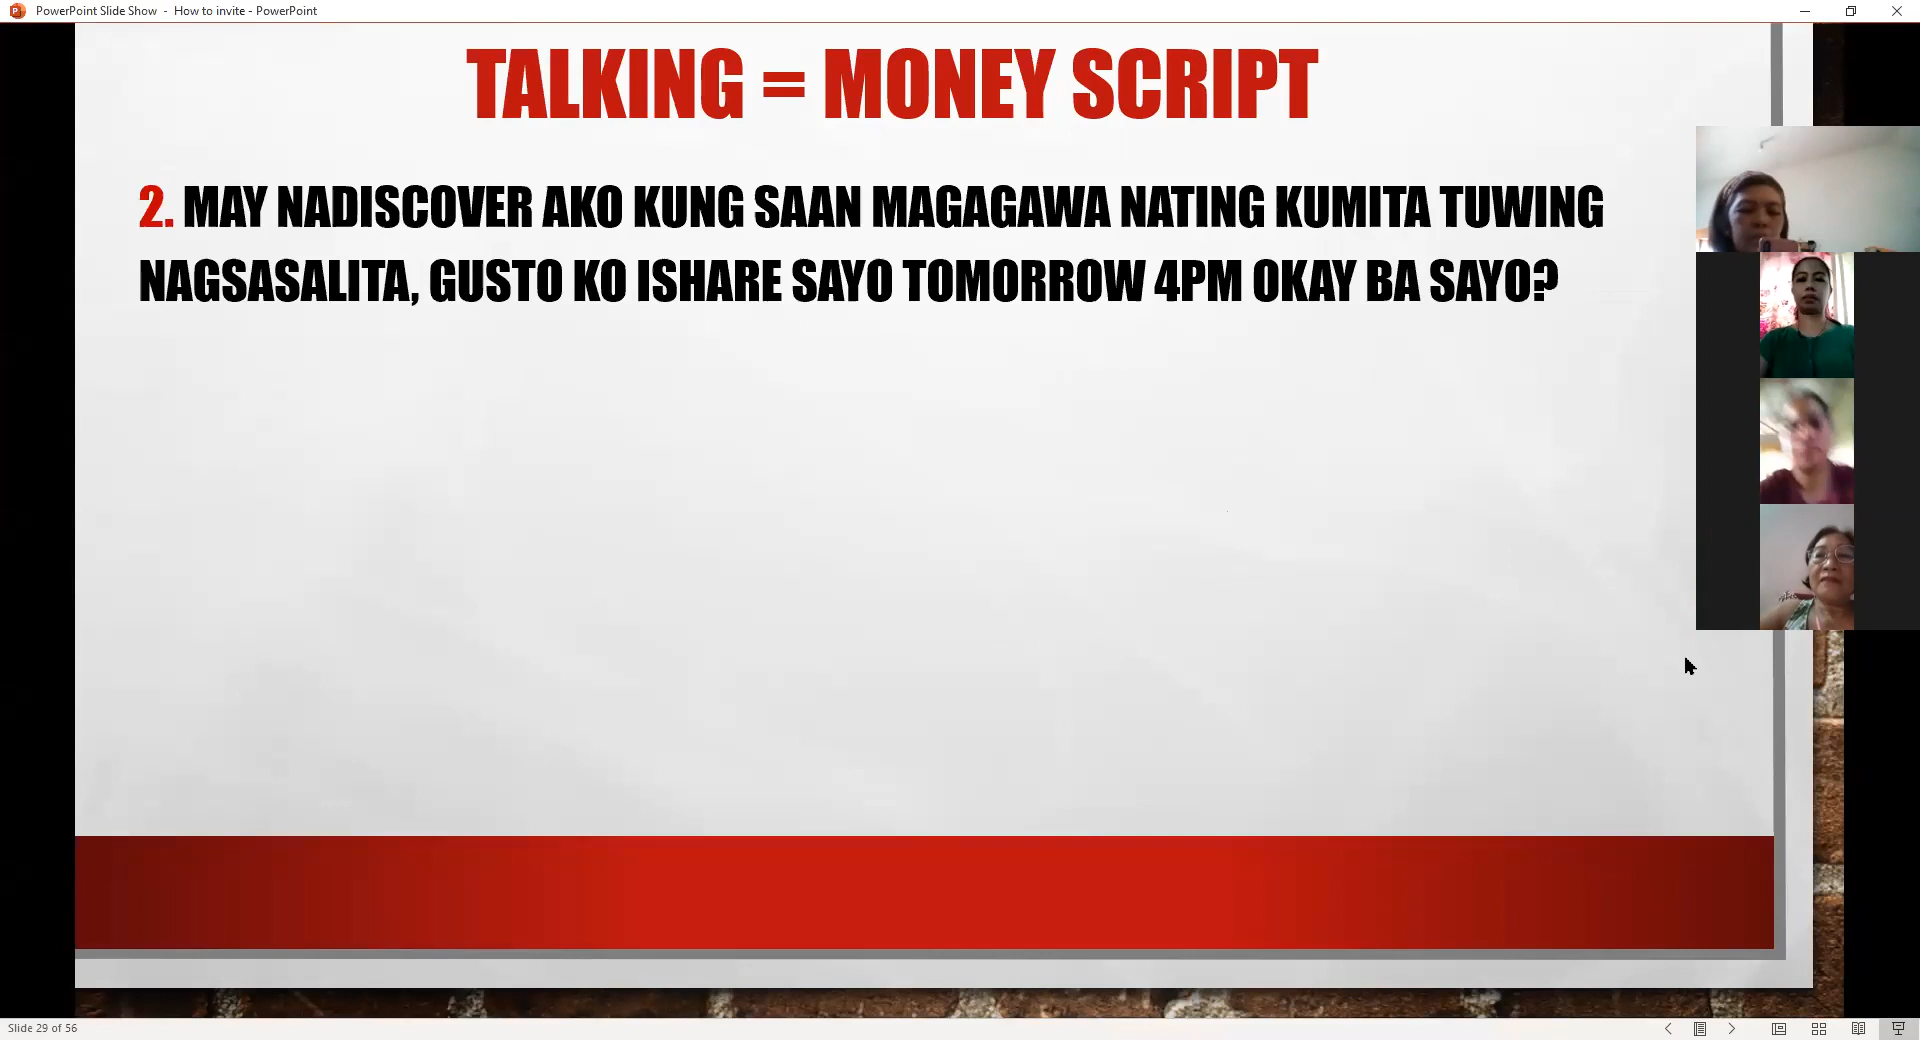 PowerPoint Slide Show - How to invite - PowerPoint
TALKING = MONEY SCRIPT
2. MAY NADISCOVER AKO KUNG SAAN MAGAGAWA NATING KUMITA TUWING
NAGSASALITA, GUSTO KO ISHARE SAYO TOMORROW 4PM OKAY BA SAYO?
Slide 29 of 56